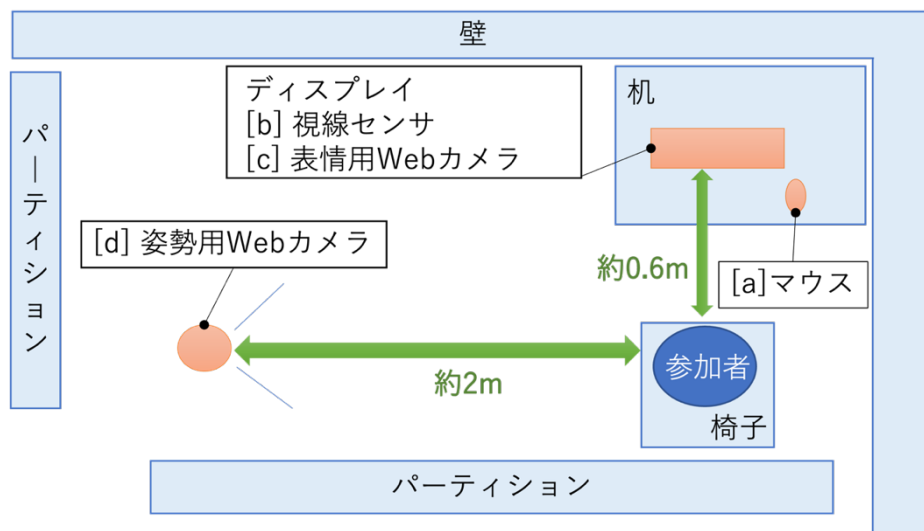 壁
パーティション
ディスプレイ
[b] 視線センサ
[c] 表情用Webカメラ
机
[d] 姿勢用Webカメラ
約0.6m
[a]マウス
約2m
参加者
椅子
パーティション